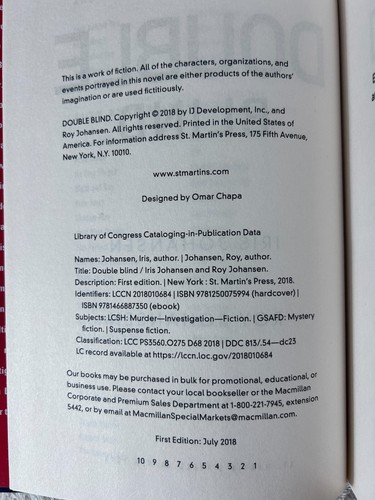 This is a work of fiction. All of the characters, organizations, and
events portrayed in this novel are either products of the authors'
imagination or are used fictitiously.
DOUBLE BLIND. Copyright © 2018 by IJ Development, Inc., and
Roy Johansen. All rights reserved. Printed in the United States of
America. For information address St. Martin's Press, 175 Fifth Avenue,
New York, N.Y. 10010.
www.stmartins.com
Designed by Omar Chapa
Library of Congress Cataloging-in-Publication Data
Names: Johansen, Iris, author. | Johansen, Roy, author.
Title: Double blind / Iris Johansen and Roy Johansen.
Description: First edition. | New York : St. Martin's Press, 2018.
Identifiers: LCCN 2018010684 | ISBN 9781250075994 (hardcover) |
ISBN 9781466887350 (ebook)
Subjects: LCSH: Murder—Investigation—Fiction. | GSAFD: Mystery
fiction. | Suspense fiction.
Classification: LCC PS3560.O275 D68 2018 | DDC 813/.54—dc23
LC record available at https://lccn.loc.gov/2018010684
Our books may be purchased in bulk for promotional, educational, or
business use. Please contact your local bookseller or the Macmillan
Corporate and Premium Sales Department at 1-800-221-7945, extension
5442, or by email at MacmillanSpecialMarkets@macmillan.com.
First Edition: July 2018
10 9 8 7 6 5 4 3 2 1